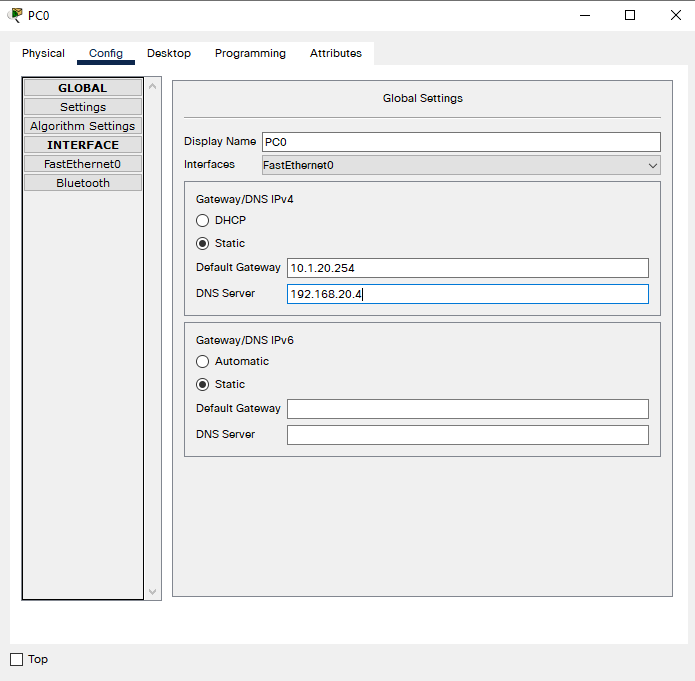 PC0
Physical Config Desktop Programming Attributes
GLOBAL
Settings
Algorithm Settings
INTERFACE
FastEthernet0
Bluetooth
Global Settings
Display Name PC0
Interfaces FastEthernet0
Gateway/DNS IPv4
DHCP
Static
Default Gateway 10.1.20.254
DNS Server 192.168.20.4
Gateway/DNS IPv6
Automatic
Static
Default Gateway
DNS Server
Top